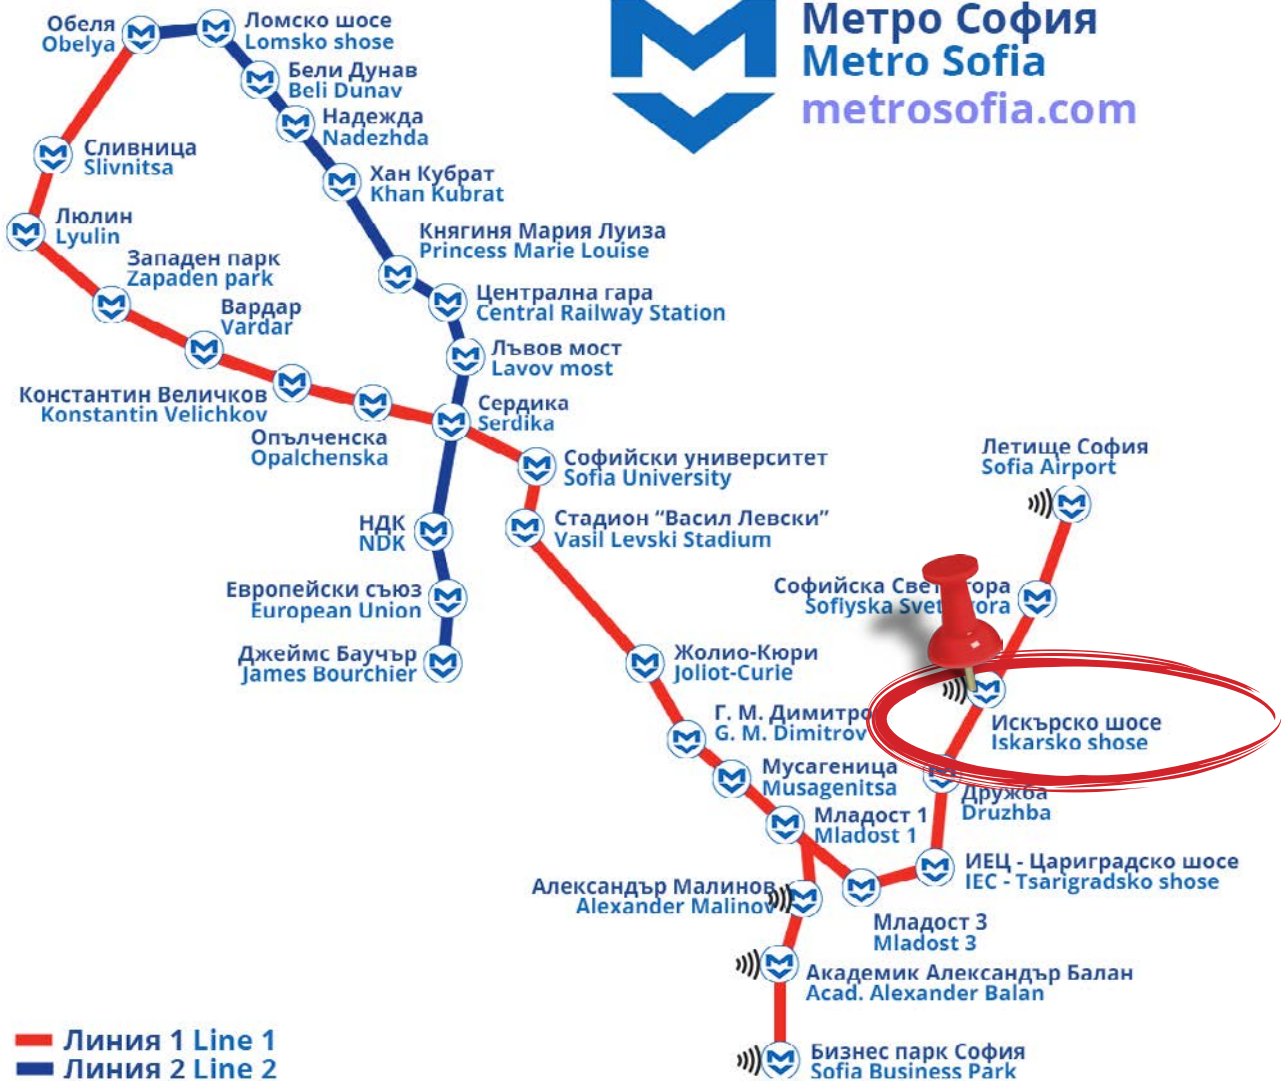 Метро София
Metro Sofia
metrosofia.com
Обеля
Obelya
Ломско шосе
Lomsko shose
Бели Дунав
Beli Dunav
Надежда
Nadezhda
Сливница
Slivnitsa
Хан Кубрат
Khan Kubrat
Люлин
Lyulin
Княгиня Мария Луиза
Princess Marie Louise
Западен парк
Zapaden park
Централна гара
Central Railway Station
Вардар
Vardar
Лъвов мост
Lavov most
Константин Величков
Konstantin Velichkov
Сердика
Serdika
Опълченска
Opalchenska
Софийски университет
Sofia University
Летище София
Sofia Airport
НДК
NDK
Стадион “Васил Левски”
Vasil Levski Stadium
Европейски съюз
European Union
Софийска
Sofiyska
Джеймс Баучър
James Bourchier
Жолио-Кюри
Joliot-Curie
Г. М.
G. M. Dimitrov
Искърско шосе
Iskarsko shose
Мусагеница
Musagenitsa
Дружба
Druzhba
Младост 1
Mladost 1
ИЕЦ - Цариградско шосе
IEC - Tsarigradsko shose
Александър Малинов
Alexander Malinov
Младост 3
Mladost 3
Академик Александър Балан
Acad. Alexander Balan
Бизнес парк София
Sofia Business Park
Линия 1 Line 1
Линия 2 Line 2